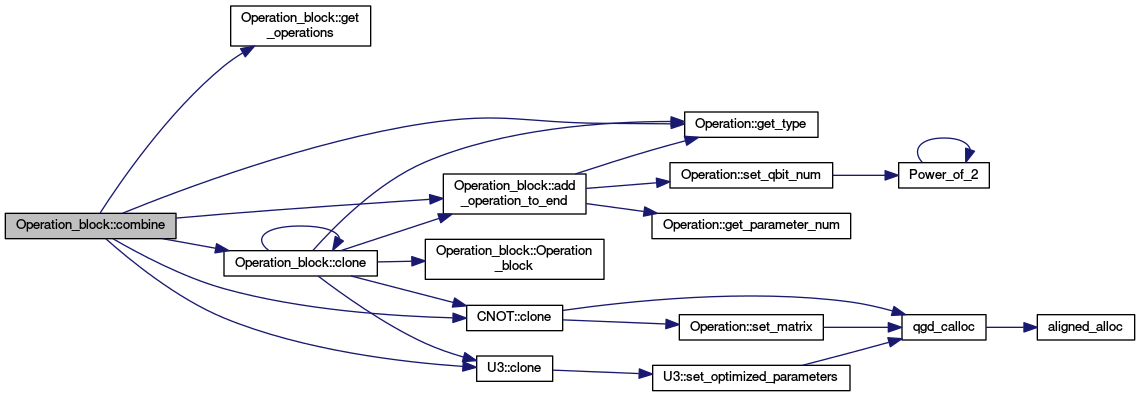 Operation_block::get
_operations
Operation::get_type
Operation_block::add
_operation_to_end
Operation::set_qbit_num
Power_of_2
Operation_block::combine
Operation::get_parameter_num
Operation_block::clone
Operation_block::Operation
_block
CNOT::clone
Operation::set_matrix
qgd_calloc
aligned_alloc
U3::clone
U3::set_optimized_parameters